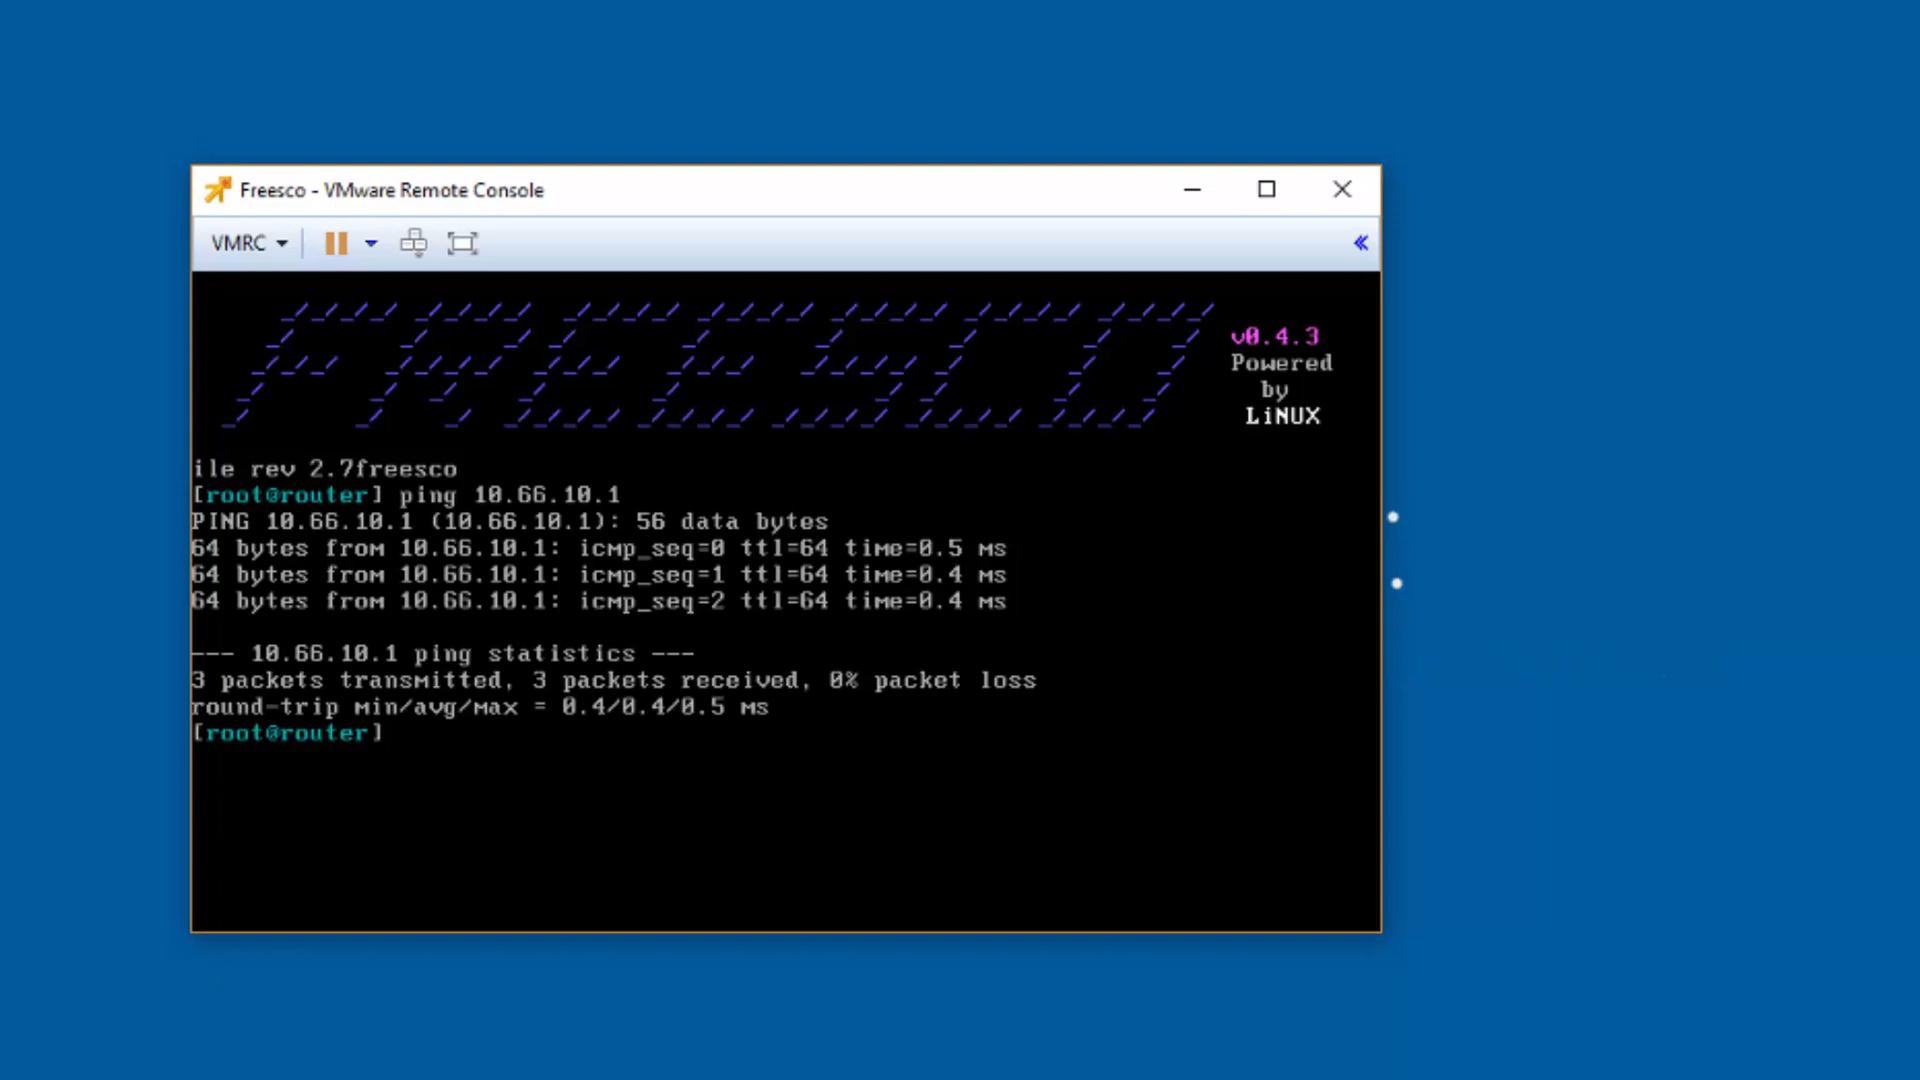 Freesco - VMware Remote Console
VMRC
FREESCO
v0.4.3
Powered
by
LiNUX
ile rev 2.7freesco
[root@router] ping 10.66.10.1
PING 10.66.10.1 (10.66.10.1): 56 data bytes
64 bytes from 10.66.10.1: icmp_seq=0 ttl=64 time=0.5 ms
64 bytes from 10.66.10.1: icmp_seq=1 ttl=64 time=0.4 ms
64 bytes from 10.66.10.1: icmp_seq=2 ttl=64 time=0.4 ms
--- 10.66.10.1 ping statistics ---
3 packets transmitted, 3 packets received, 0% packet loss
round-trip min/avg/max = 0.4/0.4/0.5 ms
[root@router]